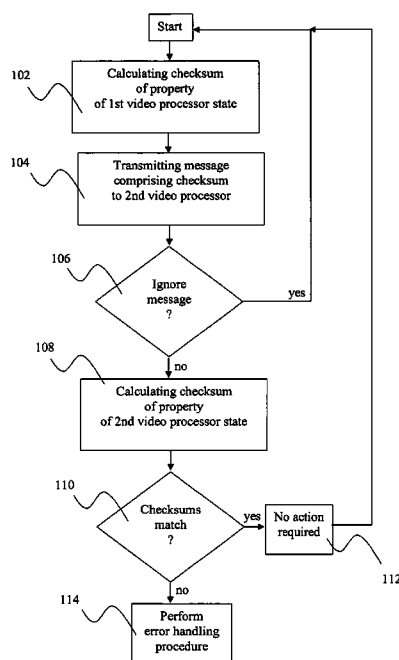 Start
102
Calculating checksum
of property
of 1st video processor state
104
Transmitting message
comprising checksum
to 2nd video processor
106
Ignore
message
?
yes
no
108
Calculating checksum
of property
of 2nd video processor state
110
Checksums
match
?
yes
No action
required
112
no
114
Perform
error handling
procedure